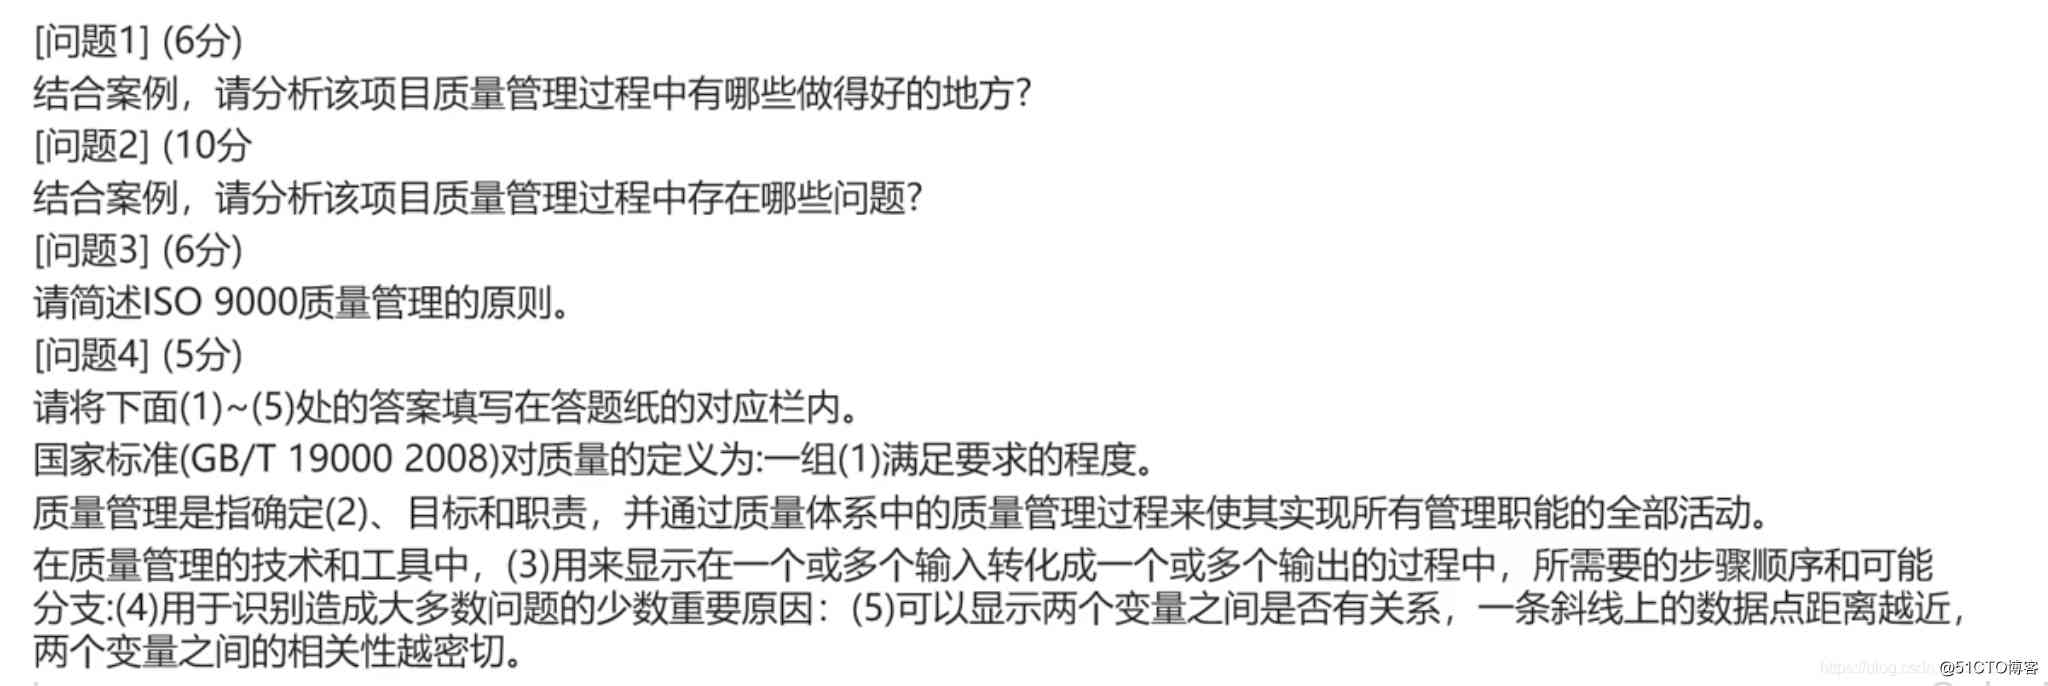 [问题1] (6分)
结合案例，请分析该项目质量管理过程中有哪些做得好的地方?
[问题2] (10分
结合案例，请分析该项目质量管理过程中存在哪些问题?
[问题3] (6分)
请简述ISO 9000质量管理的原则。
[问题4] (5分)
请将下面(1)~(5)处的答案填写在答题纸的对应栏内。
国家标准(GB/T 19000 2008)对质量的定义为:一组(1)满足要求的程度。
质量管理是指确定(2)、目标和职责，并通过质量体系中的质量管理过程来使其实现所有管理职能的全部活动。
在质量管理的技术和工具中，(3)用来显示在一个或多个输入转化成一个或多个输出的过程中，所需要的步骤顺序和可能
分支:(4)用于识别造成大多数问题的少数重要原因：(5)可以显示两个变量之间是否有关系，一条斜线上的数据点距离越近，
两个变量之间的相关性越密切。
https://blog.csdn @51CTO博客